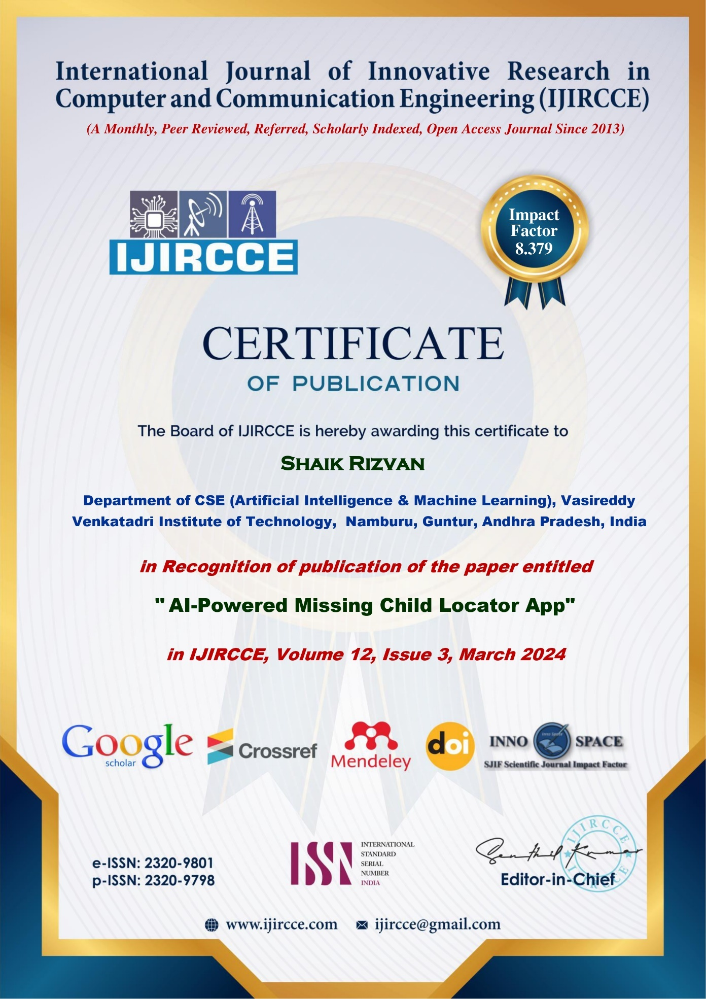 International Journal of Innovative Research in
Computer and Communication Engineering (IJIRCCE)
(A Monthly, Peer Reviewed, Referred, Scholarly Indexed, Open Access Journal Since 2013)
IJIRCCE
Impact
Factor
8.379
CERTIFICATE
OF PUBLICATION
The Board of IJIRCCE is hereby awarding this certificate to
SHAIK RIZVAN
Department of CSE (Artificial Intelligence & Machine Learning), Vasireddy
Venkatadri Institute of Technology, Namburu, Guntur, Andhra Pradesh, India
in Recognition of publication of the paper entitled
" AI-Powered Missing Child Locator App"
in IJIRCCE, Volume 12, Issue 3, March 2024
Google
scholar
Crossref
Mendeley
doi
INNO Inno Space SPACE
SJIF Scientific Journal Impact Factor
e-ISSN: 2320-9801
p-ISSN: 2320-9798
ISSN
INTERNATIONAL
STANDARD
SERIAL
NUMBER
INDIA
IJIRCCE
Senthil Kumar
Editor-in-Chief
IJIRCCE
www.ijircce.com ijircce@gmail.com